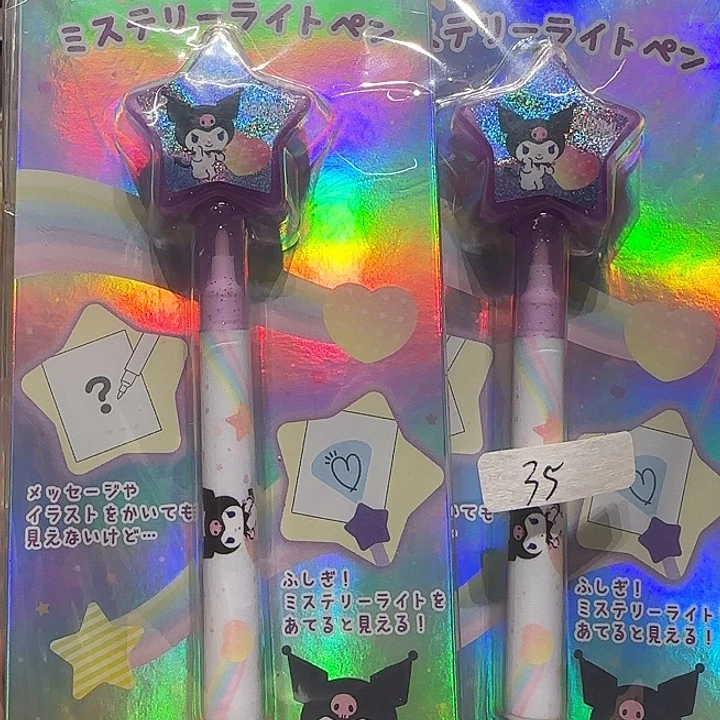 ミステリーライトペン
ステリーライトペン
?
メッセージや
イラストをかいても
見えないけど…
ふしぎ!
ミステリーライトを
あてると見える!
35
ても
…
ふしぎ!
ミステリーライト
あてると見える!